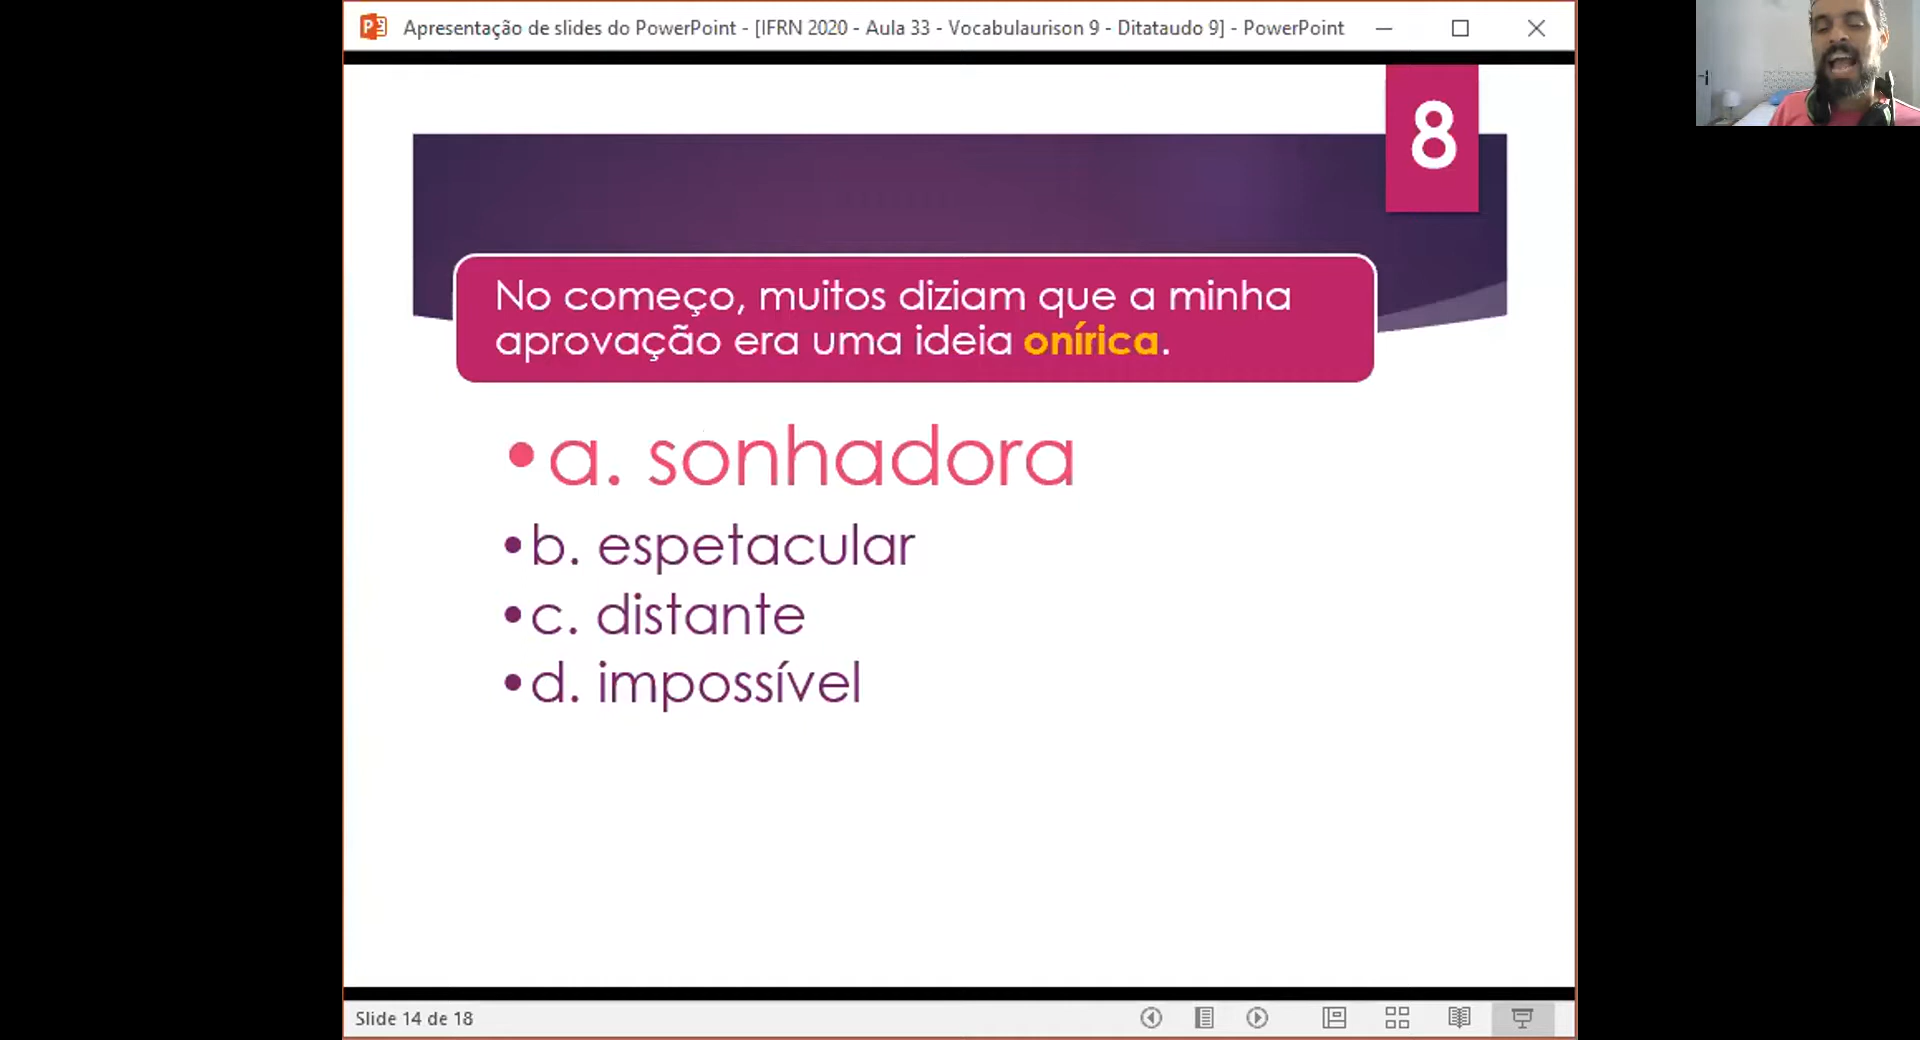 Apresentação de slides do PowerPoint - [IFRN 2020 - Aula 33 - Vocabulaurison 9 - Ditataudo 9] - PowerPoint
8
No começo, muitos diziam que a minha
aprovação era uma ideia onírica.
•a. sonhadora
•b. espetacular
•c. distante
•d. impossível
Slide 14 de 18